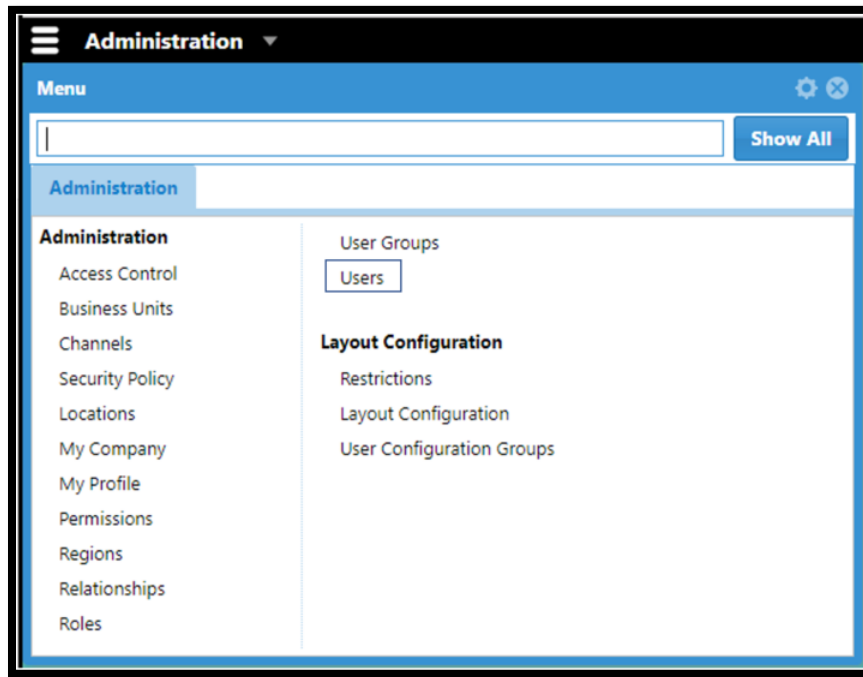 Administration
Menu
Show All
Administration
Administration
Access Control
Business Units
Channels
Security Policy
Locations
My Company
My Profile
Permissions
Regions
Relationships
Roles
User Groups
Users
Layout Configuration
Restrictions
Layout Configuration
User Configuration Groups